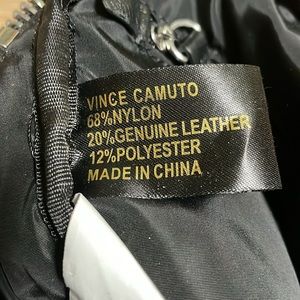 VINCE CAMUTO
68%NYLON
20%GENUINE LEATHER
12%POLYESTER
MADE IN CHINA